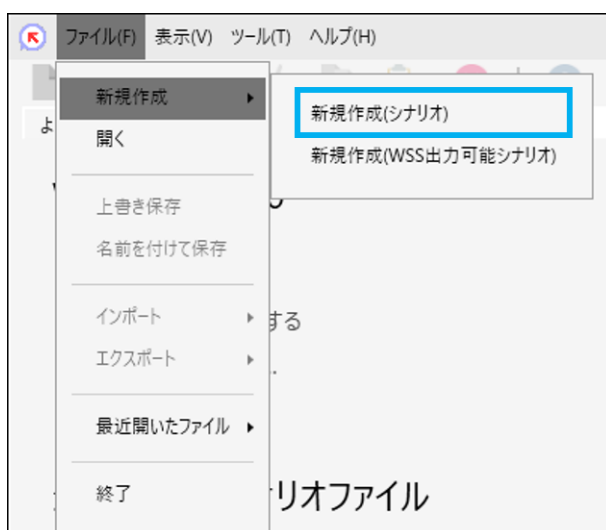 ファイル(F) 表示(V) ツール(T) ヘルプ(H)
新規作成
新規作成(シナリオ)
よ
開く
新規作成(WSS出力可能シナリオ)
上書き保存
名前を付けて保存
インポート
する
エクスポート
最近開いたファイル
終了
リオファイル